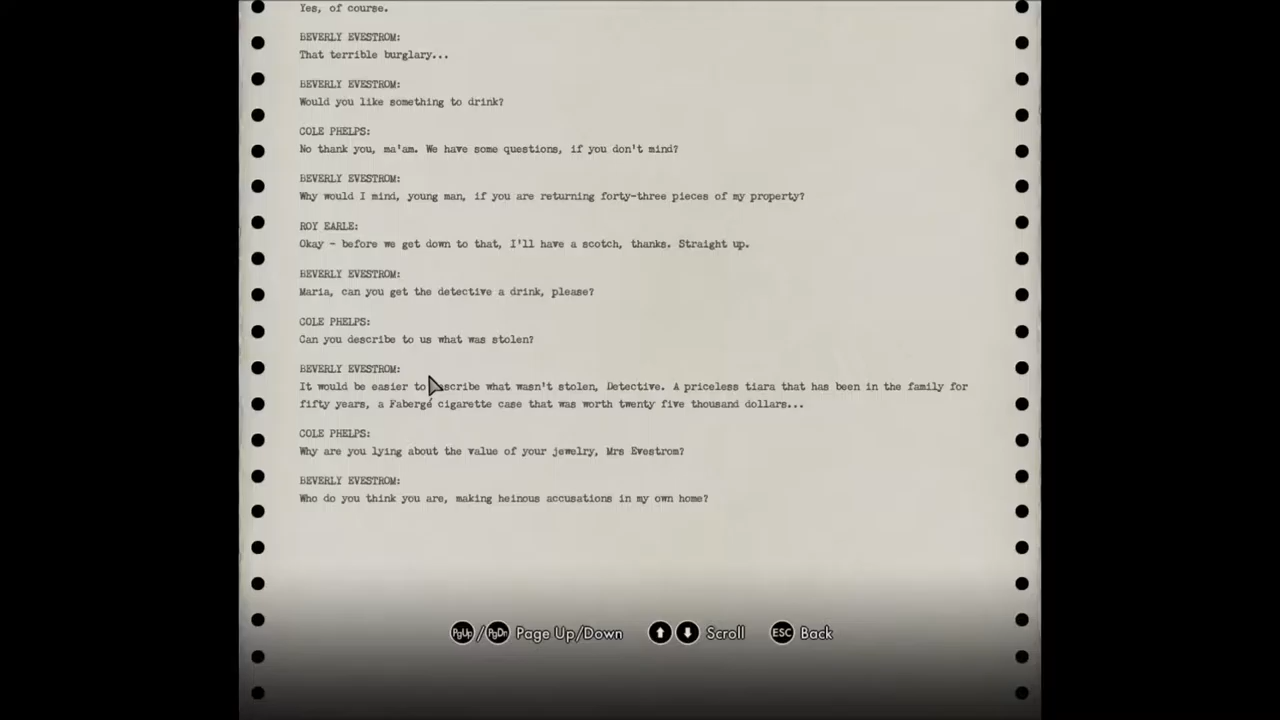 Yes, of course.
BEVERLY EVESTROM:
That terrible burglary...
BEVERLY EVESTROM:
Would you like something to drink?
COLE PHELPS:
No thank you, ma'am. We have some questions, if you don't mind?
BEVERLY EVESTROM:
Why would I mind, young man, if you are returning forty-three pieces of my property?
ROY EARLE:
Okay - before we get down to that, I'll have a scotch, thanks. Straight up.
BEVERLY EVESTROM:
Maria, can you get the detective a drink, please?
COLE PHELPS:
Can you describe to us what was stolen?
BEVERLY EVESTROM:
It would be easier to scribe what wasn't stolen, Detective. A priceless tiara that has been in the family for
fifty years, a Fabergé cigarette case that was worth twenty five thousand dollars...
COLE PHELPS:
Why are you lying about the value of your jewelry, Mrs Evestrom?
BEVERLY EVESTROM:
Who do you think you are, making heinous accusations in my own home?
PgUp/PgDn Page Up/Down Scroll ESC Back